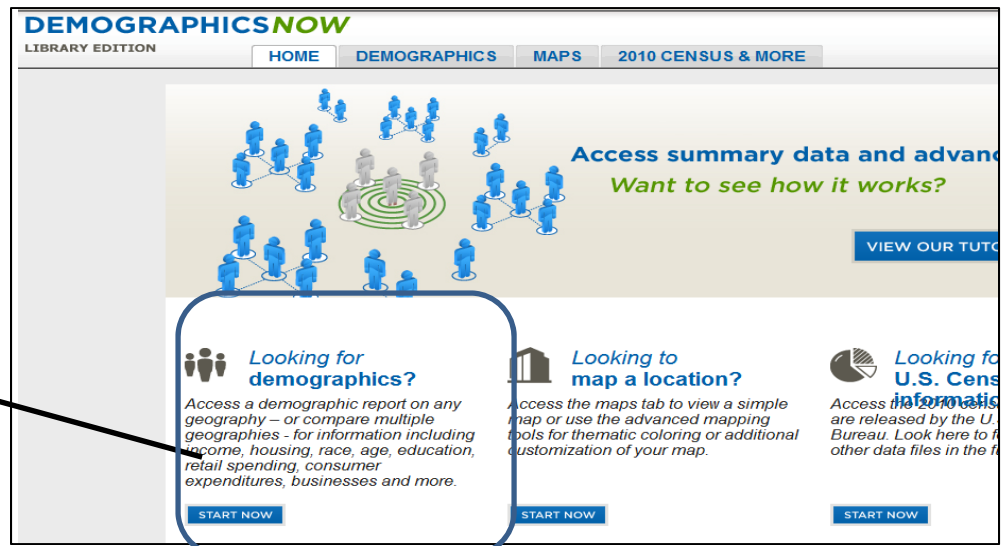 DEMOGRAPHICSNOW
LIBRARY EDITION
HOME DEMOGRAPHICS MAPS 2010 CENSUS & MORE
Access summary data and advanc
Want to see how it works?
VIEW OUR TUTO
Looking for
demographics?
Access a demographic report on any
geography – or compare multiple
geographies - for information including
income, housing, race, age, education,
retail spending, consumer
expenditures, businesses and more.
START NOW
Looking to
map a location?
Access the maps tab to view a simple
map or use the advanced mapping
tools for thematic coloring or additional
customization of your map.
START NOW
Looking fo
U.S. Cens
informatio
Access the 2010 census
are released by the U.
Bureau. Look here to f
other data files in the f
START NOW